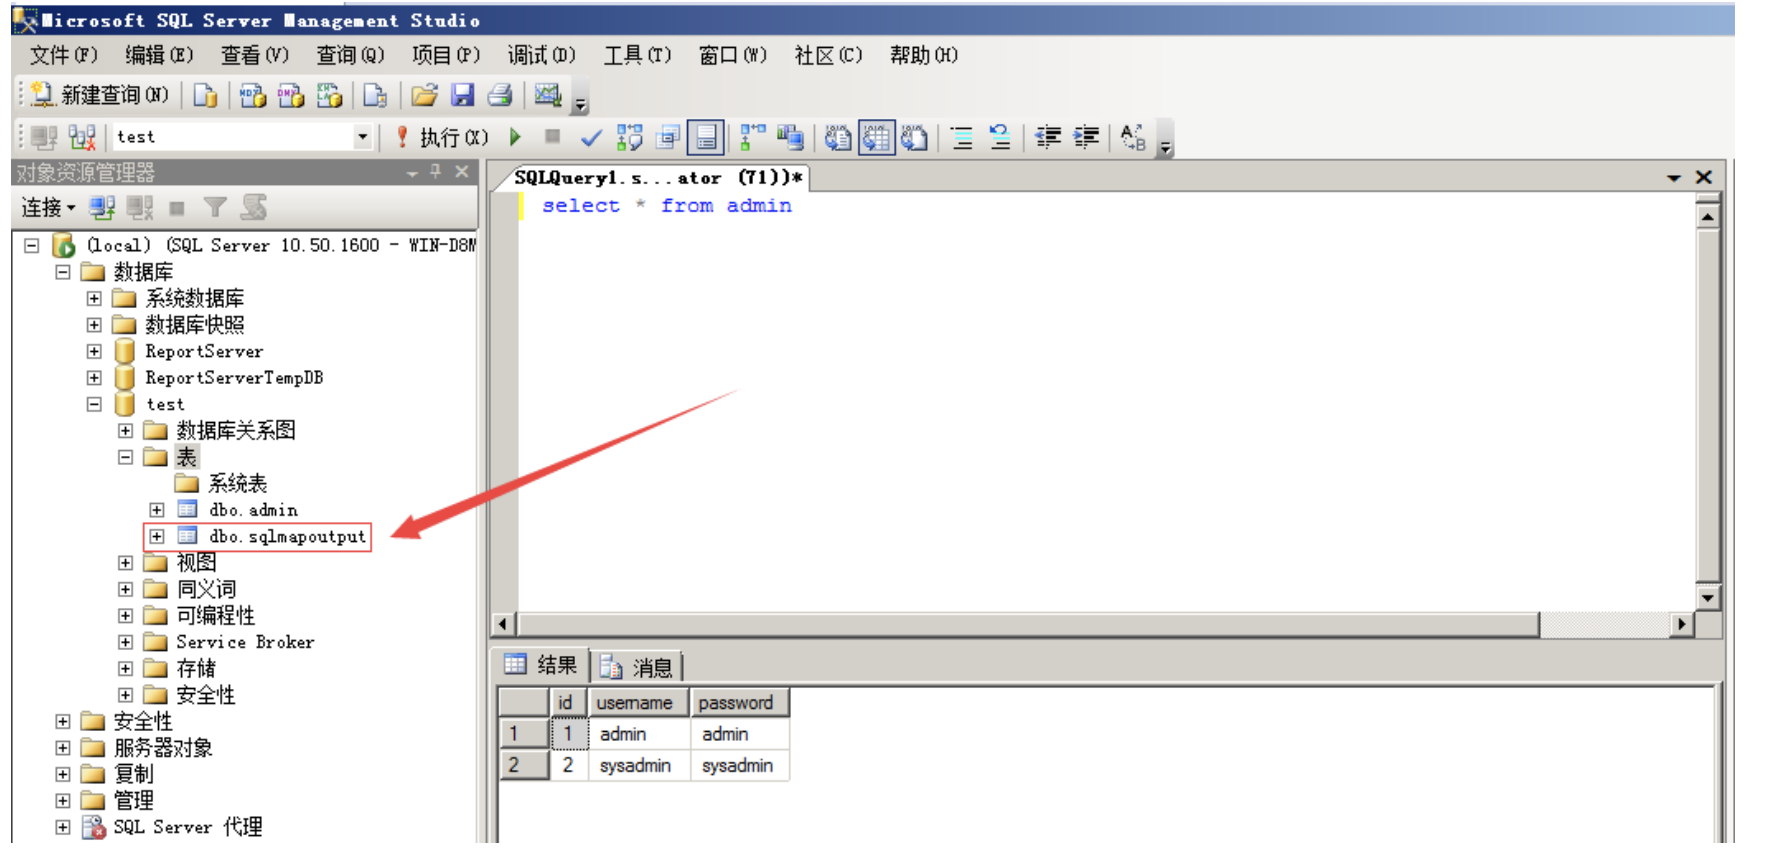 Microsoft SQL Server Management Studio
文件(F) 编辑(E) 查看(V) 查询(Q) 项目(P) 调试(D) 工具(T) 窗口(W) 社区(C) 帮助(H)
新建查询(N)
test 执行(X)
对象资源管理器
SQLQuery1.s...ator (71))*
连接
select * from admin
(local) (SQL Server 10.50.1600 - WIN-D8M
数据库
系统数据库
数据库快照
ReportServer
ReportServerTempDB
test
数据库关系图
表
系统表
dbo.admin
dbo.sqlmapoutput
视图
同义词
可编程性
Service Broker
存储
安全性
安全性
服务器对象
复制
管理
SQL Server 代理
结果 消息
id username password
1 1 admin admin
2 2 sysadmin sysadmin